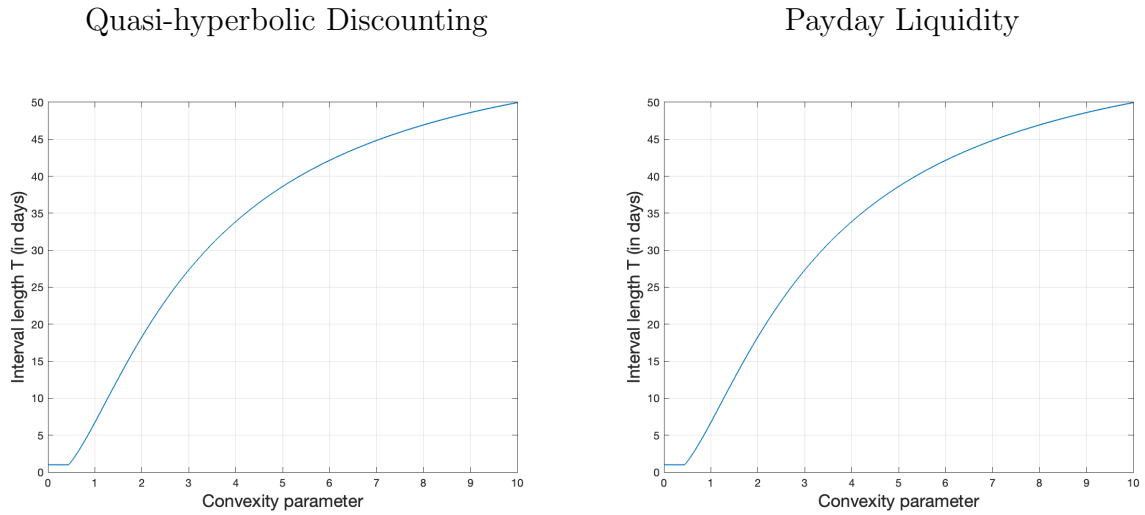 Quasi-hyperbolic Discounting
50
45
40
35
30
25
20
15
10
5
0
Interval length T (in days)
0 1 2 3 4 5 6 7 8 9 10
Convexity parameter
Payday Liquidity
50
45
40
35
30
25
20
15
10
5
0
Interval length T (in days)
0 1 2 3 4 5 6 7 8 9 10
Convexity parameter